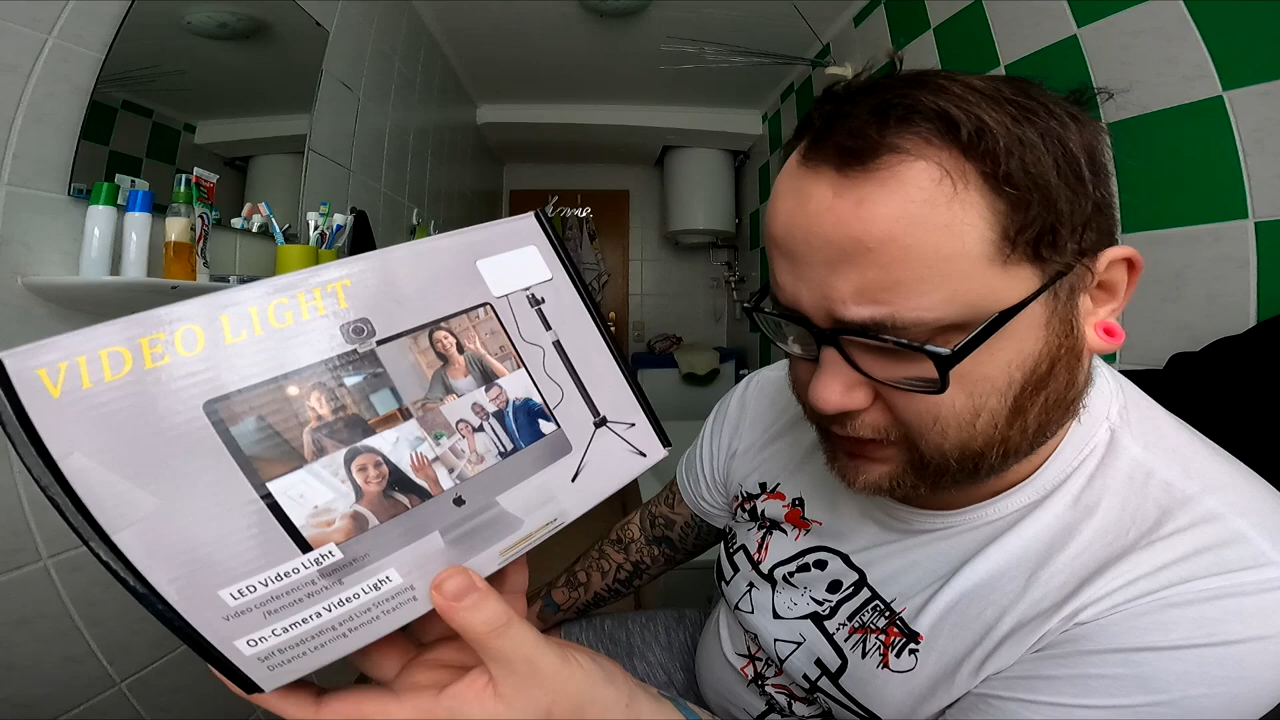 home.
VIDEO LIGHT
LED Video Light
Video conferencing illumination
/Remote Working
On-Camera Video Light
Self Broadcasting and Live Streaming
Distance Learning Remote Teaching